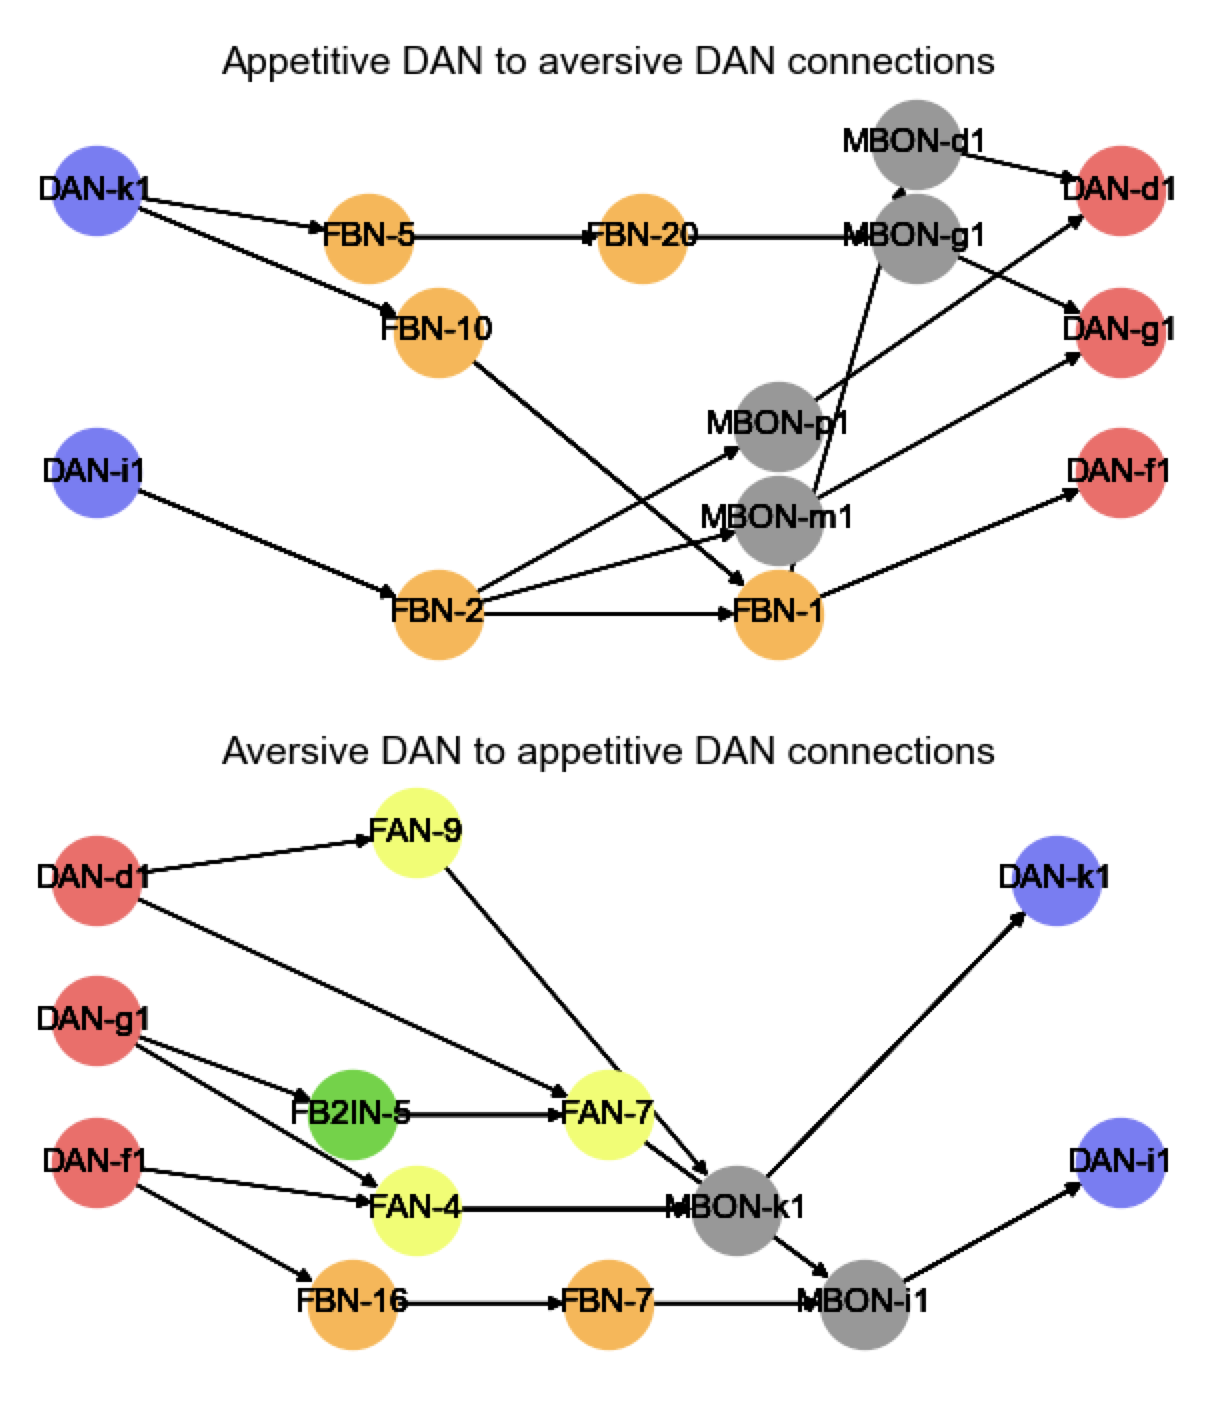 Appetitive DAN to aversive DAN connections
MBON-d1
DAN-k1
DAN-d1
FBN-5
FBN-20
MBON-g1
FBN-10
DAN-g1
MBON-p1
DAN-i1
DAN-f1
MBON-m1
FBN-2
FBN-1
Aversive DAN to appetitive DAN connections
FAN-9
DAN-d1
DAN-k1
DAN-g1
FB2IN-5
FAN-7
DAN-f1
DAN-i1
FAN-4
MBON-k1
FBN-16
FBN-7
MBON-i1